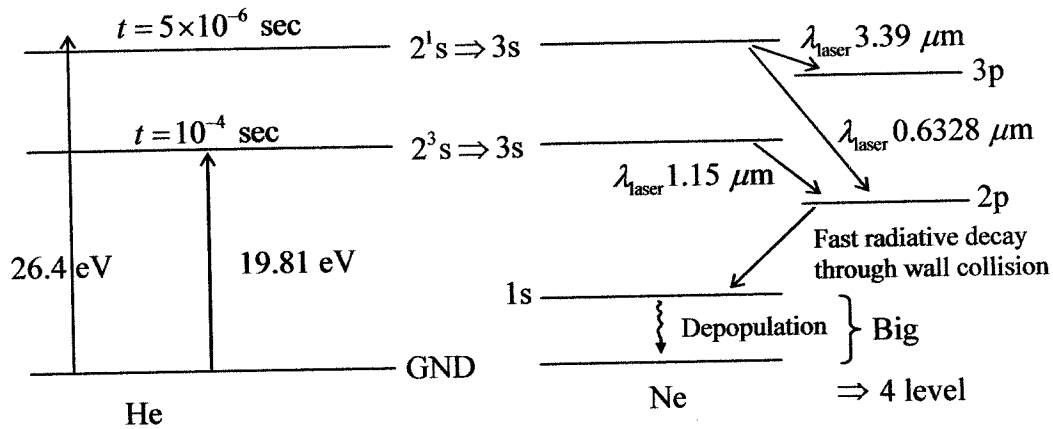 t = 5×10⁻⁶ sec
2¹s ⇒ 3s
λlaser 3.39 μm
3p
t = 10⁻⁴ sec
2³s ⇒ 3s
λlaser 0.6328 μm
λlaser 1.15 μm
2p
26.4 eV
19.81 eV
Fast radiative decay
through wall collision
1s
Depopulation
Big
GND
He
Ne
⇒ 4 level